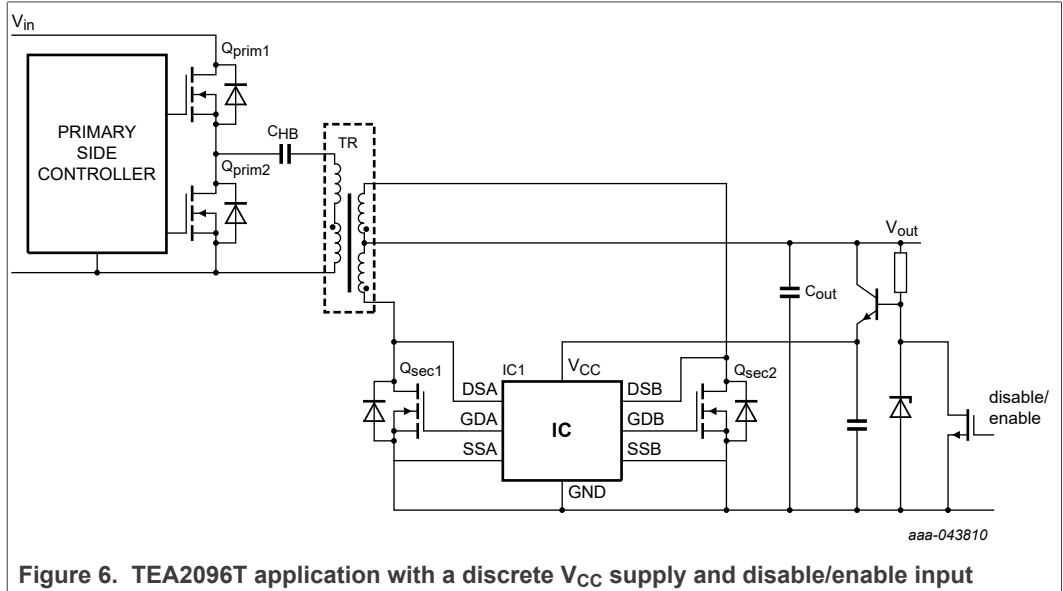 Vin
Qprim1
PRIMARY
SIDE
CONTROLLER
CHB
TR
Qprim2
Vout
Cout
Qsec1
IC1
VCC
Qsec2
DSA
DSB
disable/
enable
GDA
IC
GDB
SSA
SSB
GND
aaa-043810
Figure 6. TEA2096T application with a discrete VCC supply and disable/enable input